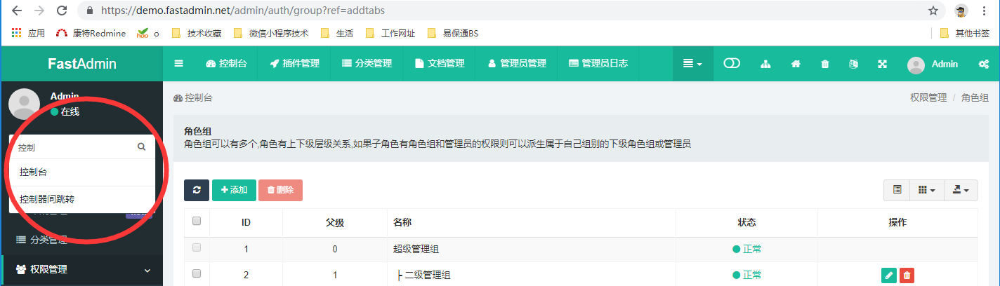 https://demo.fastadmin.net/admin/auth/group?ref=addtabs
应用 康特Redmine o 技术收藏 微信小程序技术 生活 工作网址 易保通BS 其他书签
FastAdmin 控制台 插件管理 分类管理 文档管理 管理员管理 管理员日志 Admin
Admin
在线
控制
控制台
控制器间跳转
分类管理
权限管理
控制台 权限管理 / 角色组
角色组
角色组可以有多个,角色有上下级层级关系,如果子角色有角色组和管理员的权限则可以派生属于自己组别的下级角色组或管理员
添加 删除
ID 父级 名称 状态 操作
1 0 超级管理组 正常
2 1 ├ 二级管理组 正常